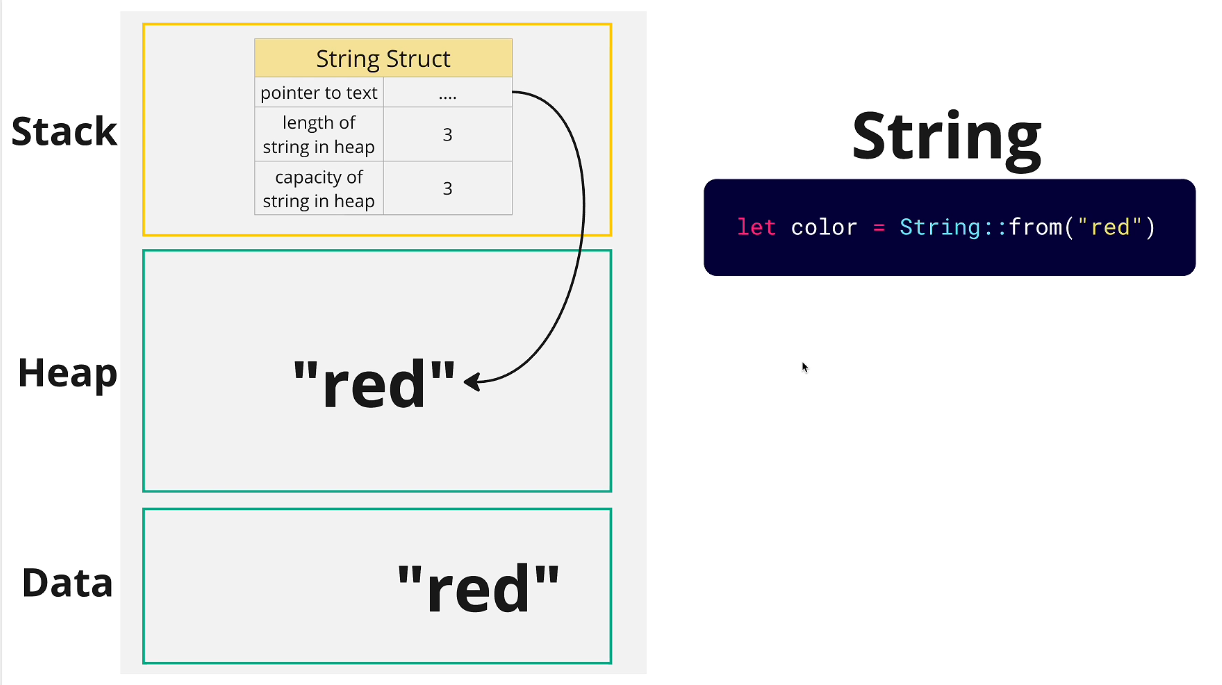 Stack
String Struct
pointer to text ....
length of
string in heap 3
capacity of
string in heap 3
Heap
"red"
Data
"red"
String
let color = String::from("red")